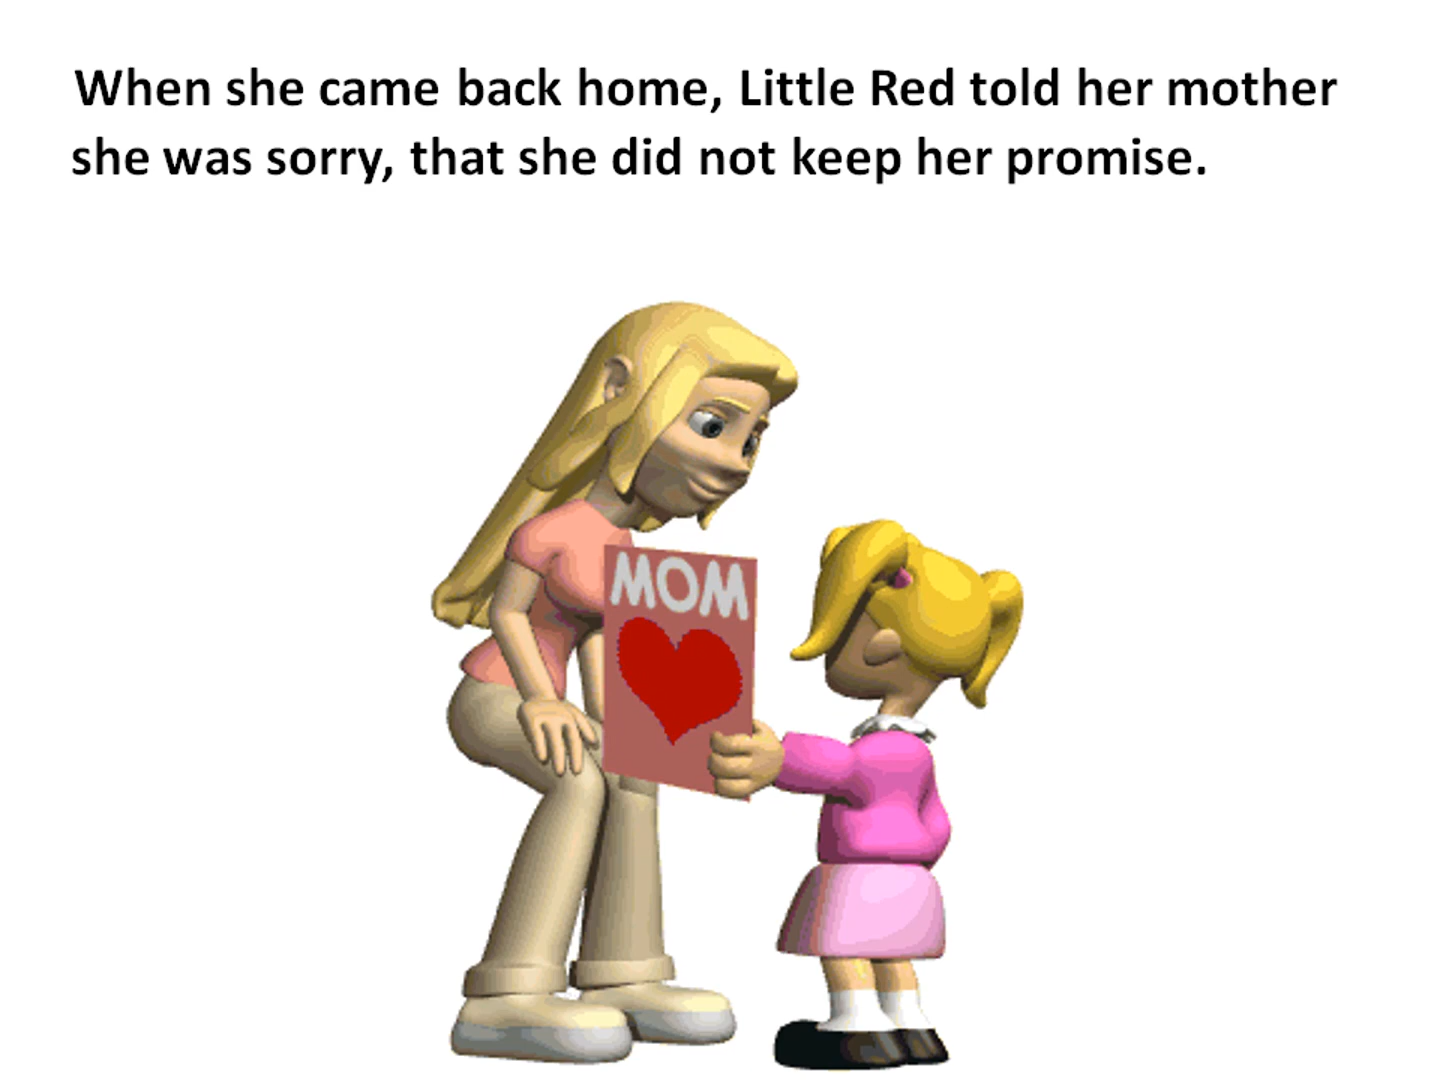 When she came back home, Little Red told her mother
she was sorry, that she did not keep her promise.
MOM